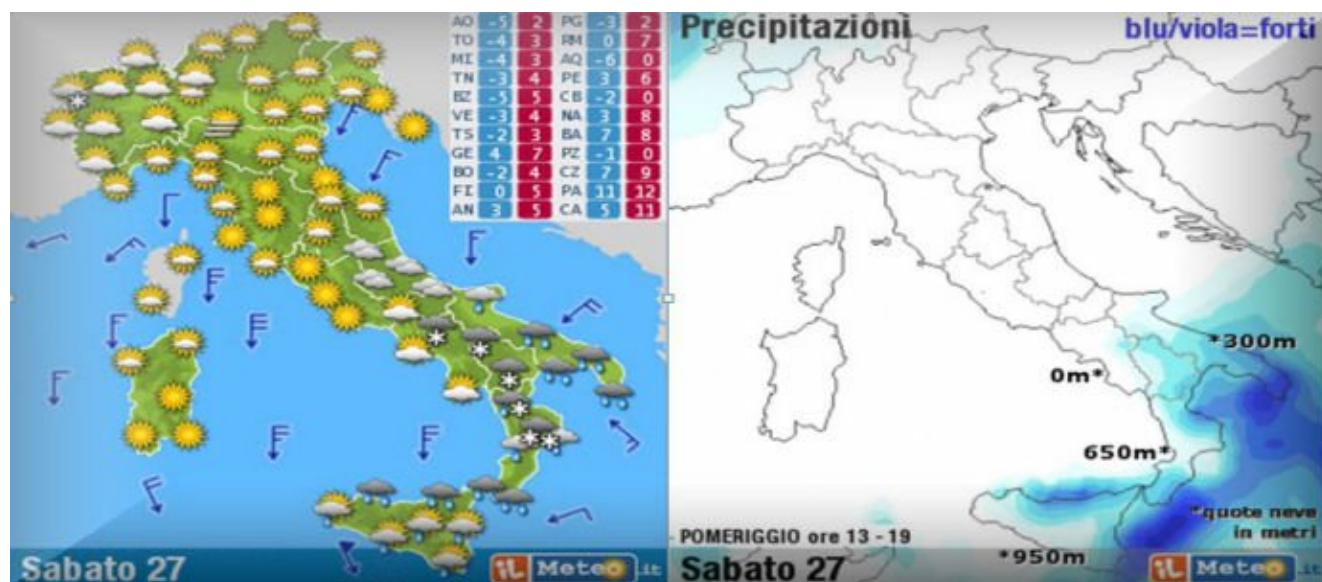 AO -5 2 PG -3 2
TO -4 3 RM 0 7
MI -4 3 AQ -6 0
TN -3 4 PE 3 6
BZ -5 5 CB -2 0
VE -3 4 NA 3 8
TS -2 3 BA 7 8
GE 4 7 PZ -1 0
BO -2 4 CZ 7 9
FI 0 5 PA 11 12
AN 3 5 CA 5 11
Sabato 27
iL Meteo.it
Precipitazioni
blu/viola=forti
*300m
0m*
650m*
*quote neve
in metri
POMERIGGIO ore 13 - 19
*950m
Sabato 27
iL Meteo.it